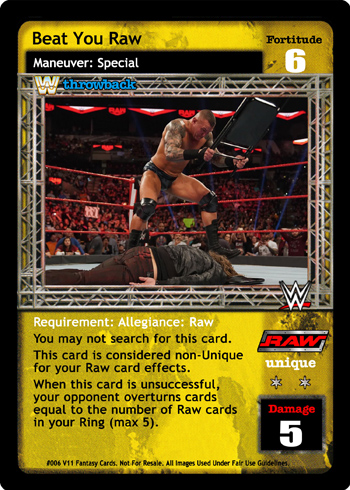 Beat You Raw
Fortitude
6
Maneuver: Special
W throwback
W
Requirement: Allegiance: Raw
You may not search for this card.
This card is considered non-Unique
for your Raw card effects.
When this card is unsuccessful,
your opponent overturns cards
equal to the number of Raw cards
in your Ring (max 5).
RAW
unique
Damage
5
#006 V11 Fantasy Cards. Not For Resale. All Images Used Under Fair Use Guidelines.